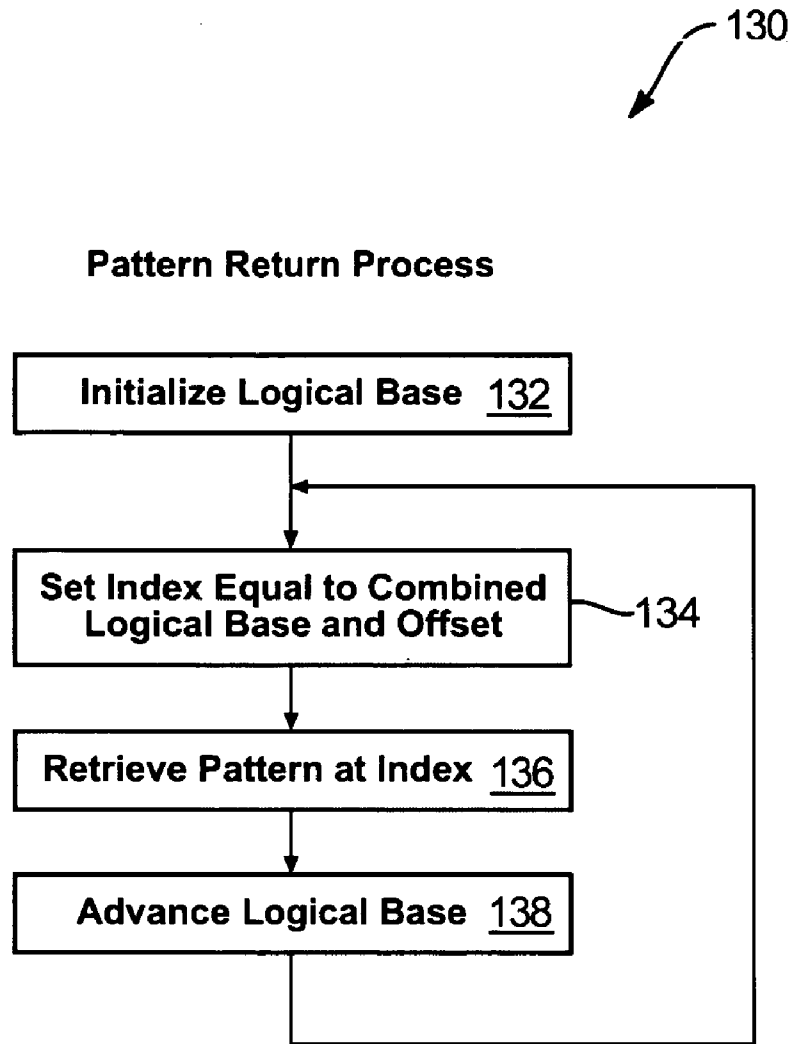 130
Pattern Return Process
Initialize Logical Base 132
Set Index Equal to Combined
Logical Base and Offset
134
Retrieve Pattern at Index 136
Advance Logical Base 138